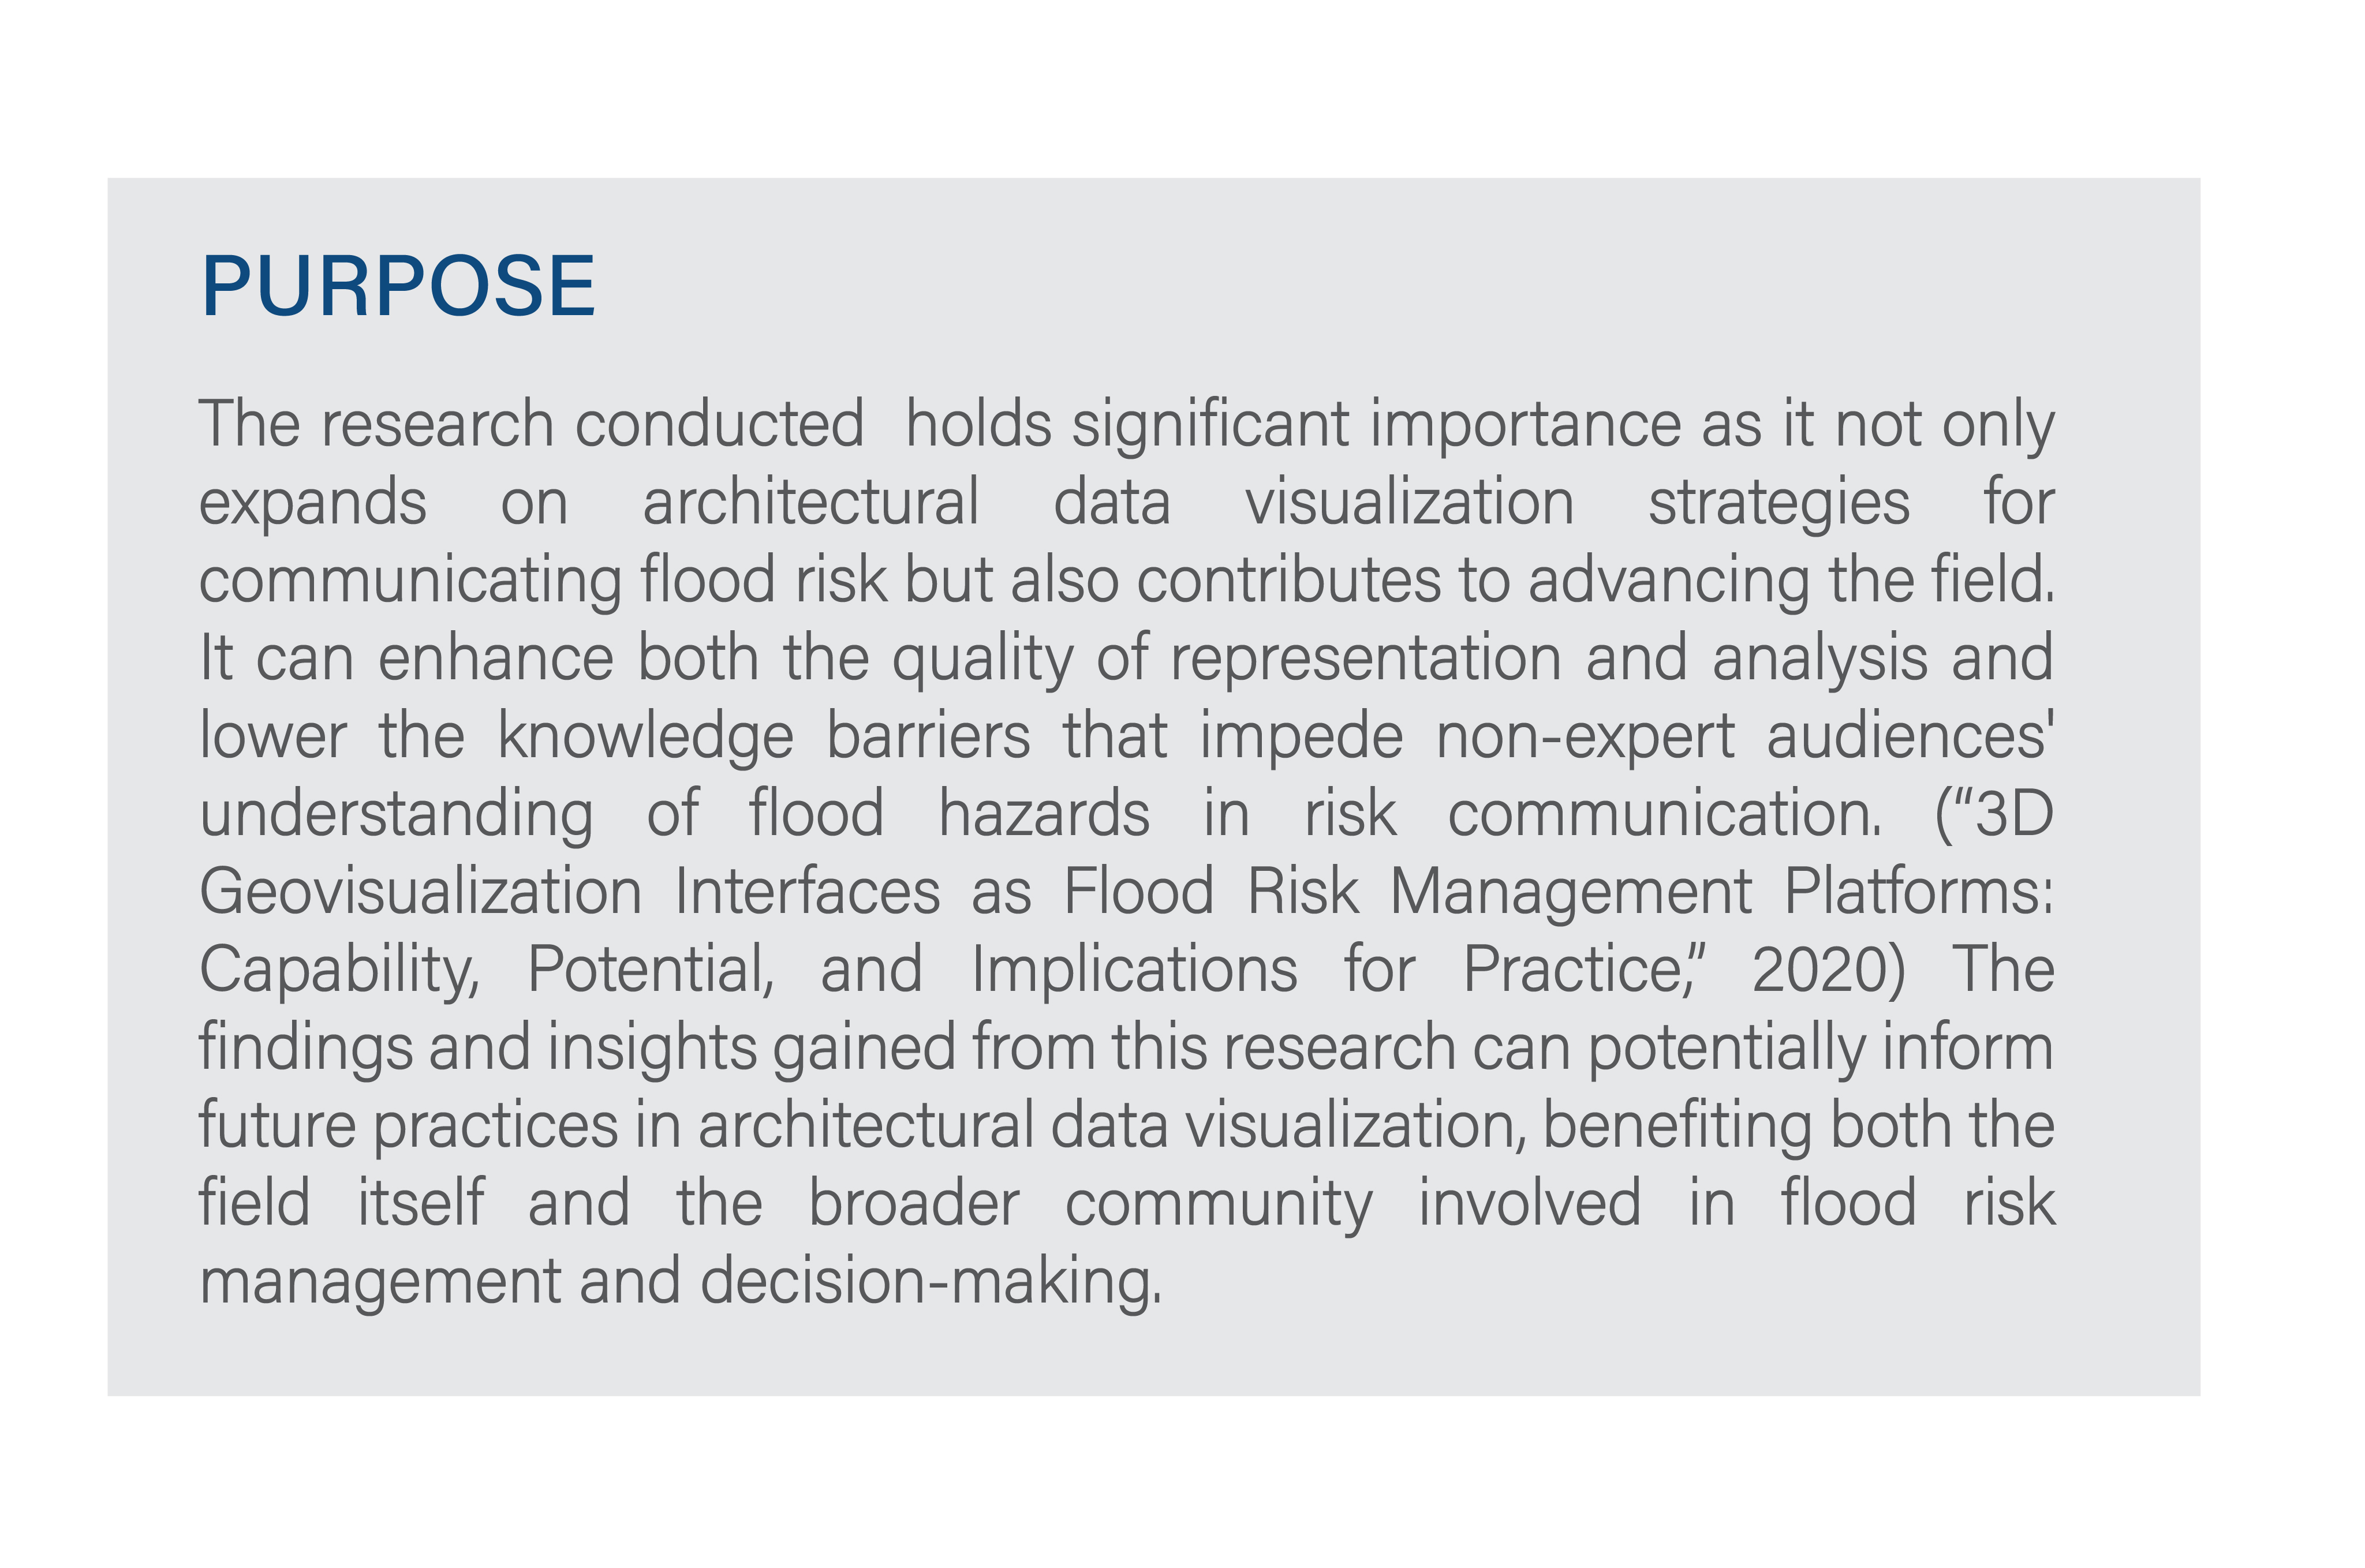 PURPOSE
The research conducted  holds significant importance as it not only
expands on architectural data visualization strategies for
communicating flood risk but also contributes to advancing the field.
It can enhance both the quality of representation and analysis and
lower the knowledge barriers that impede non-expert audiences'
understanding of flood hazards in risk communication. (“3D
Geovisualization Interfaces as Flood Risk Management Platforms:
Capability, Potential, and Implications for Practice,” 2020) The
findings and insights gained from this research can potentially inform
future practices in architectural data visualization, benefiting both the
field itself and the broader community involved in flood risk
management and decision-making.